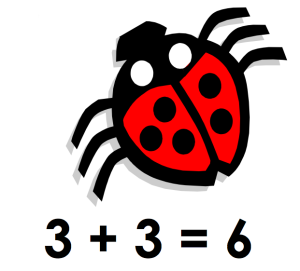 3 + 3 = 6